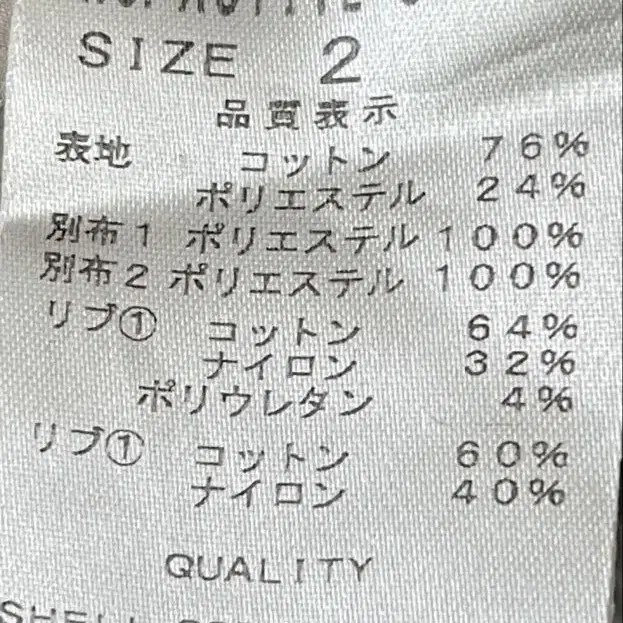 SIZE 2
品質表示
表地 コットン 76%
ポリエステル 24%
別布1 ポリエステル 100%
別布2 ポリエステル 100%
リブ① コットン 64%
ナイロン 32%
ポリウレタン 4%
リブ① コットン 60%
ナイロン 40%
QUALITY
SHELL